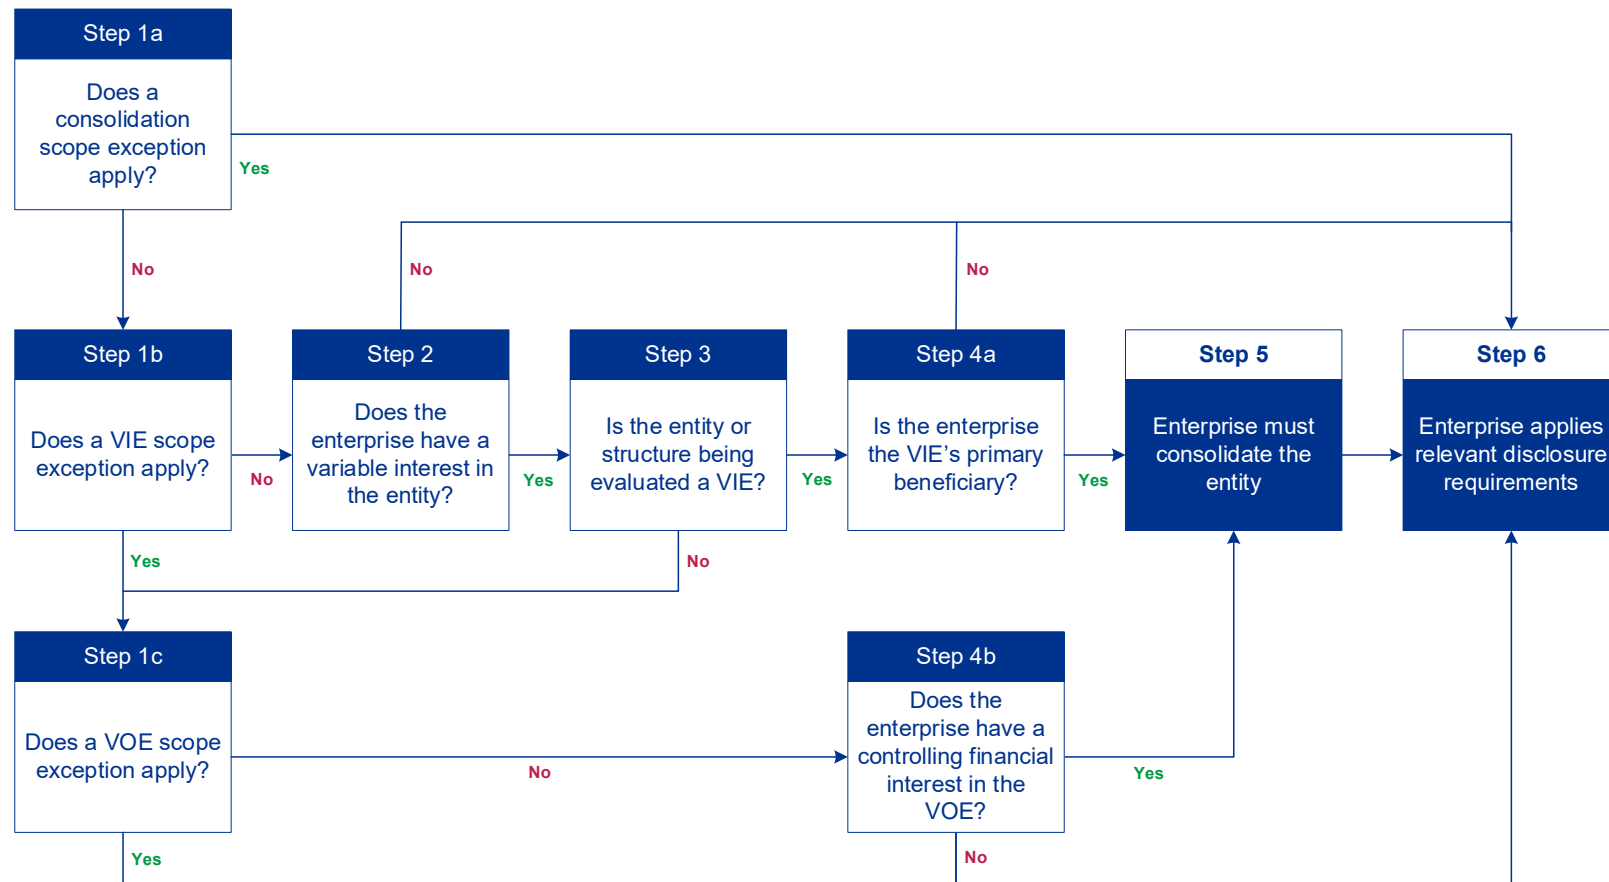 Step 1a
Does a
consolidation
scope exception
apply?
Yes
No
No
No
Step 1b
Does a VIE scope
exception apply?
No
Step 2
Does the
enterprise have a
variable interest in
the entity?
Yes
Step 3
Is the entity or
structure being
evaluated a VIE?
Yes
Step 4a
Is the enterprise
the VIE’s primary
beneficiary?
Yes
Step 5
Enterprise must
consolidate the
entity
Step 6
Enterprise applies
relevant disclosure
requirements
Yes
No
Step 1c
Does a VOE scope
exception apply?
No
Step 4b
Does the
enterprise have a
controlling financial
interest in the
VOE?
Yes
Yes
No